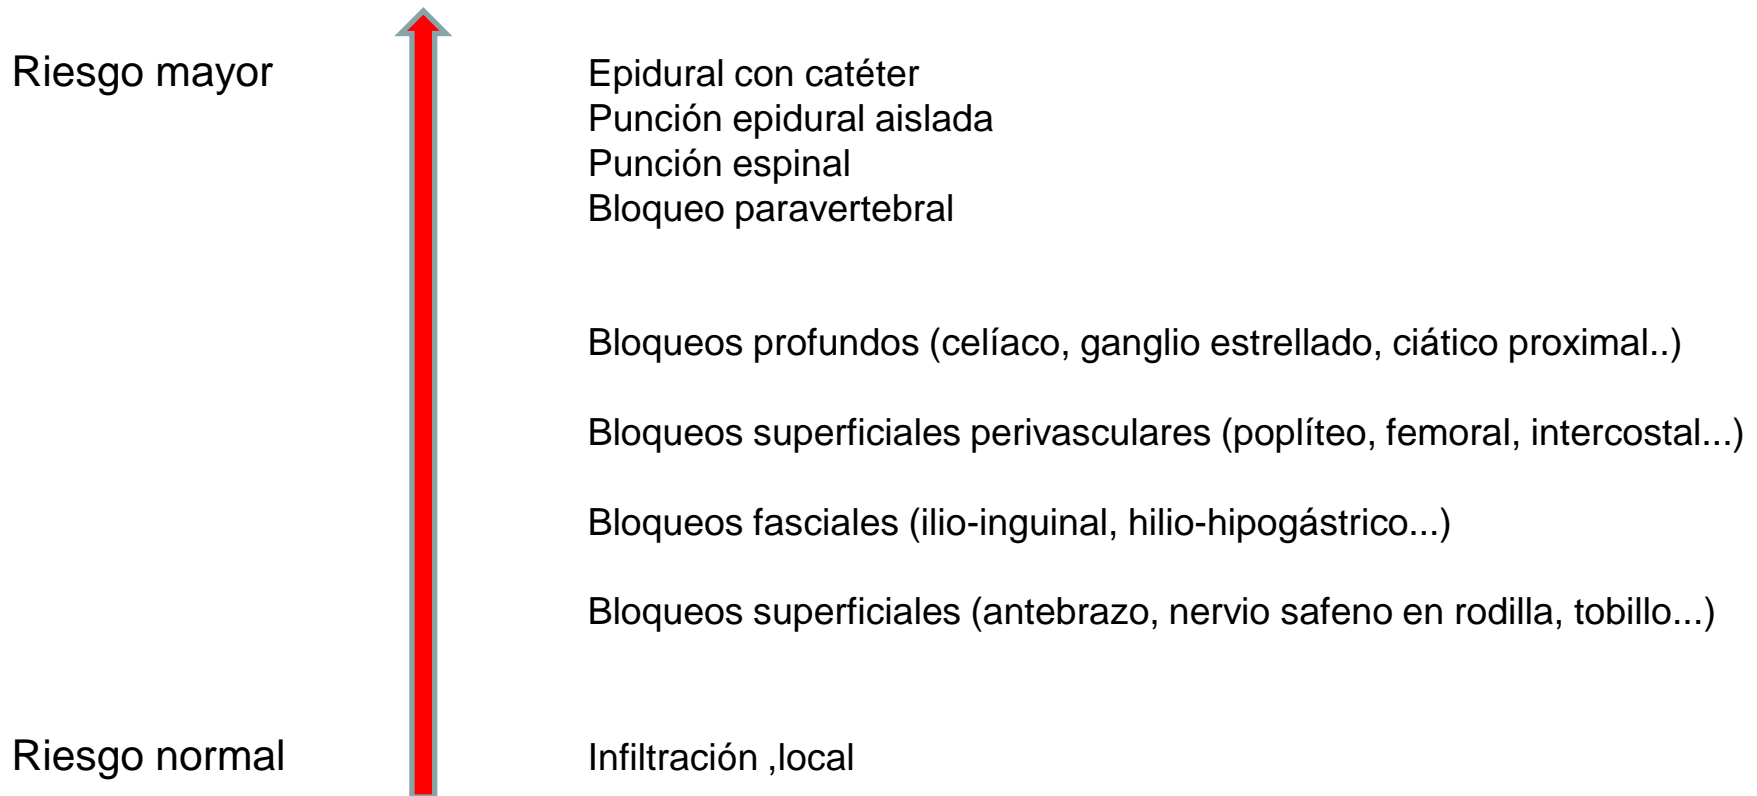 Riesgo mayor
Epidural con catéter
Punción epidural aislada
Punción espinal
Bloqueo paravertebral
Bloqueos profundos (celíaco, ganglio estrellado, ciático proximal..)
Bloqueos superficiales perivasculares (poplíteo, femoral, intercostal...)
Bloqueos fasciales (ilio-inguinal, hilio-hipogástrico...)
Bloqueos superficiales (antebrazo, nervio safeno en rodilla, tobillo...)
Riesgo normal
Infiltración ,local